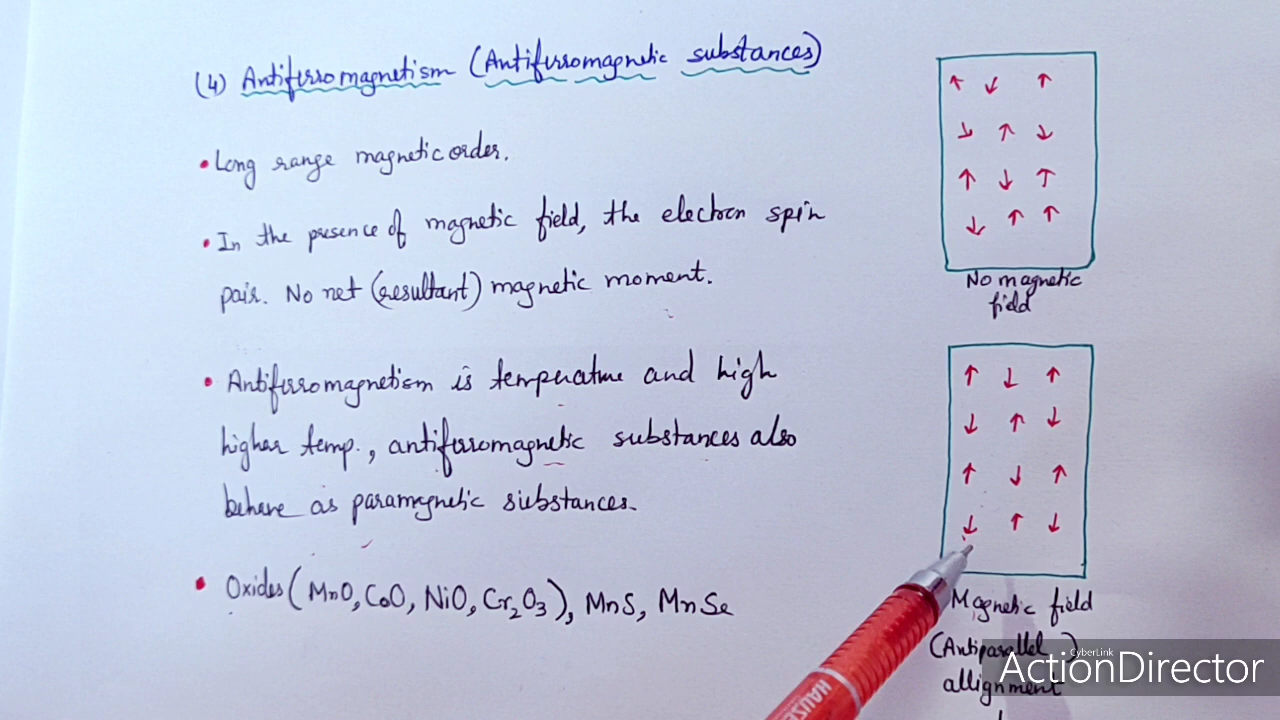 (4) Antiferromagnetism (Antiferromagnetic substances)
• Long range magnetic order.
• In the presence of magnetic field, the electron spin
pair. No net (resultant) magnetic moment.
• Antiferromagnetism is temperature and high
higher temp., antiferromagnetic substances also
behave as paramagnetic substances.
• Oxides (MnO, CoO, NiO, Cr₂O₃), MnS, MnSe
No magnetic
field
Magnetic field
(Antiparallel)
allignment
HAUSER
CyberLink
ActionDirector